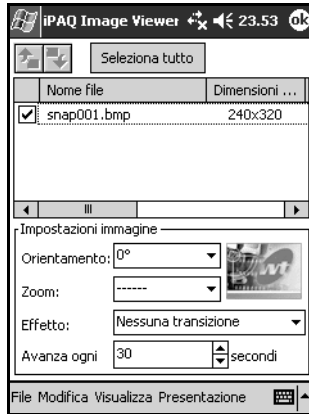 iPAQ Image Viewer 23.53 ok
Seleziona tutto
Nome file Dimensioni ...
snap001.bmp 240x320
Impostazioni immagine
Orientamento: 0°
Zoom: ------
Effetto: Nessuna transizione
Avanza ogni 30 secondi
File Modifica Visualizza Presentazione